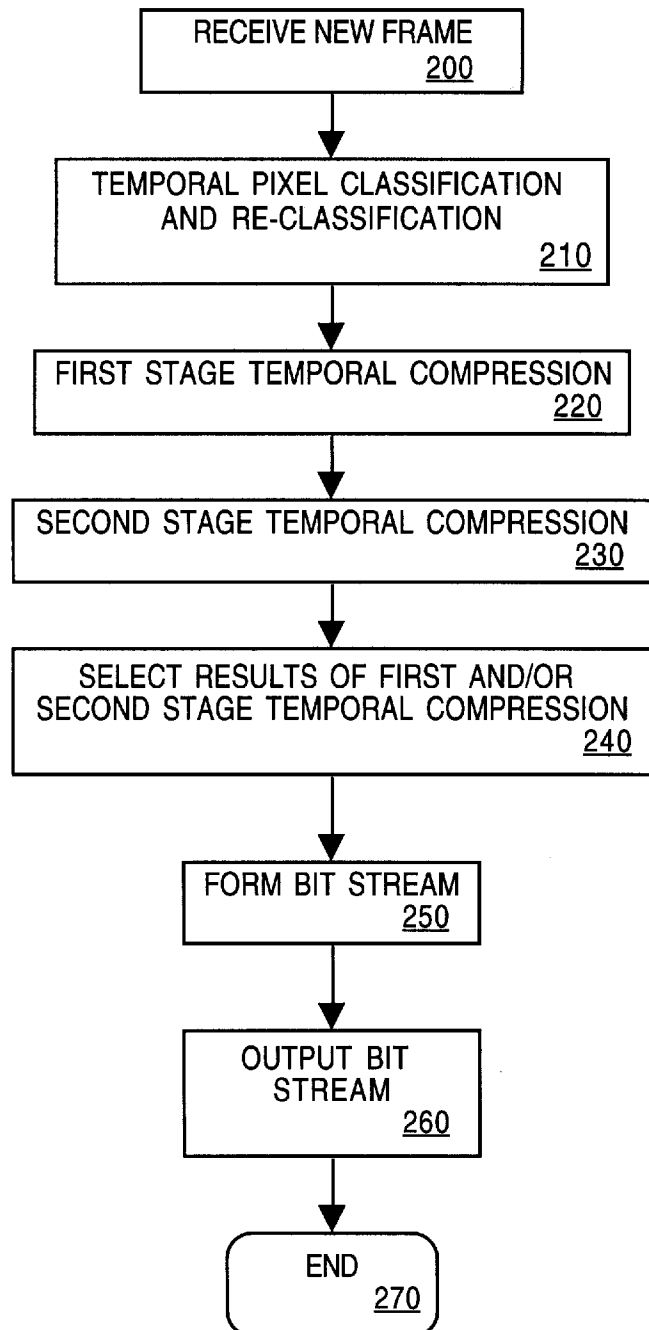 RECEIVE NEW FRAME
200
TEMPORAL PIXEL CLASSIFICATION
AND RE-CLASSIFICATION
210
FIRST STAGE TEMPORAL COMPRESSION
220
SECOND STAGE TEMPORAL COMPRESSION
230
SELECT RESULTS OF FIRST AND/OR
SECOND STAGE TEMPORAL COMPRESSION
240
FORM BIT STREAM
250
OUTPUT BIT
STREAM
260
END
270